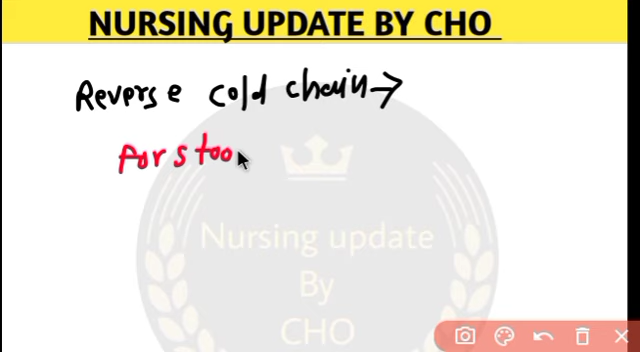 NURSING UPDATE BY CHO
Reverse cold chain →
for stoo
Nursing update
By
CHO